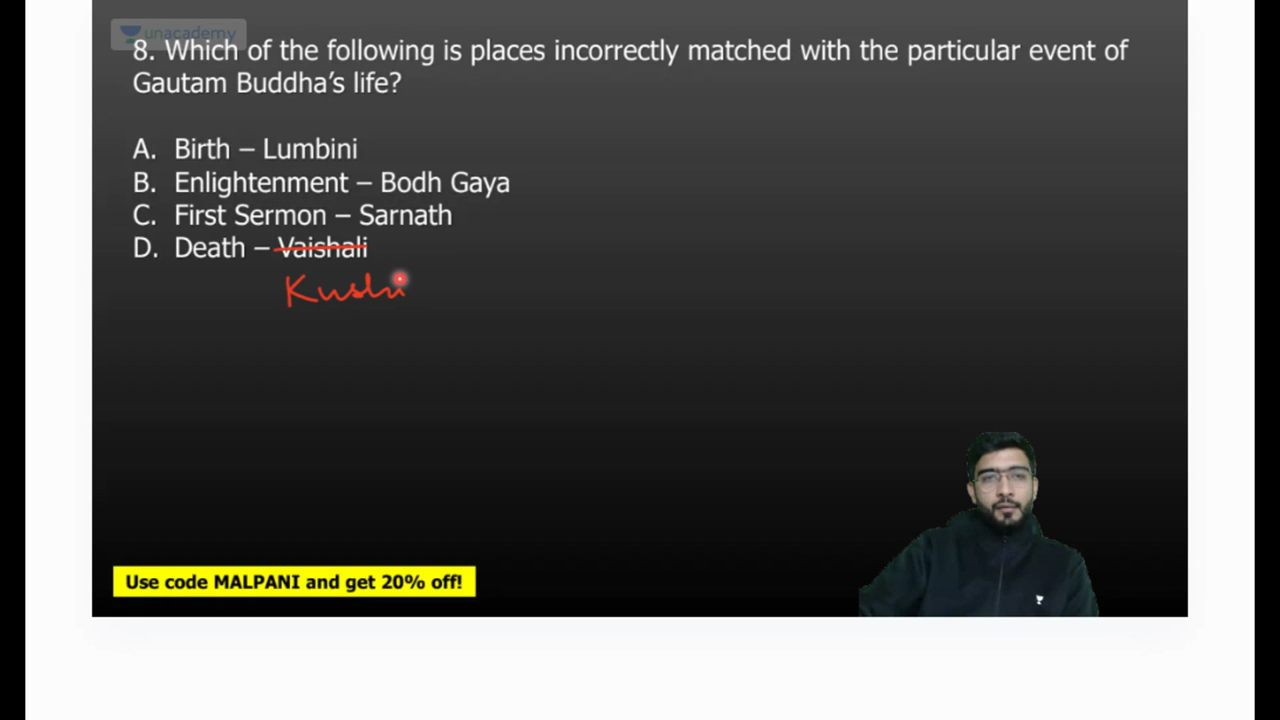 unacademy
8. Which of the following is places incorrectly matched with the particular event of
Gautam Buddha’s life?
A. Birth – Lumbini
B. Enlightenment – Bodh Gaya
C. First Sermon – Sarnath
D. Death – Vaishali
Kushi
Use code MALPANI and get 20% off!